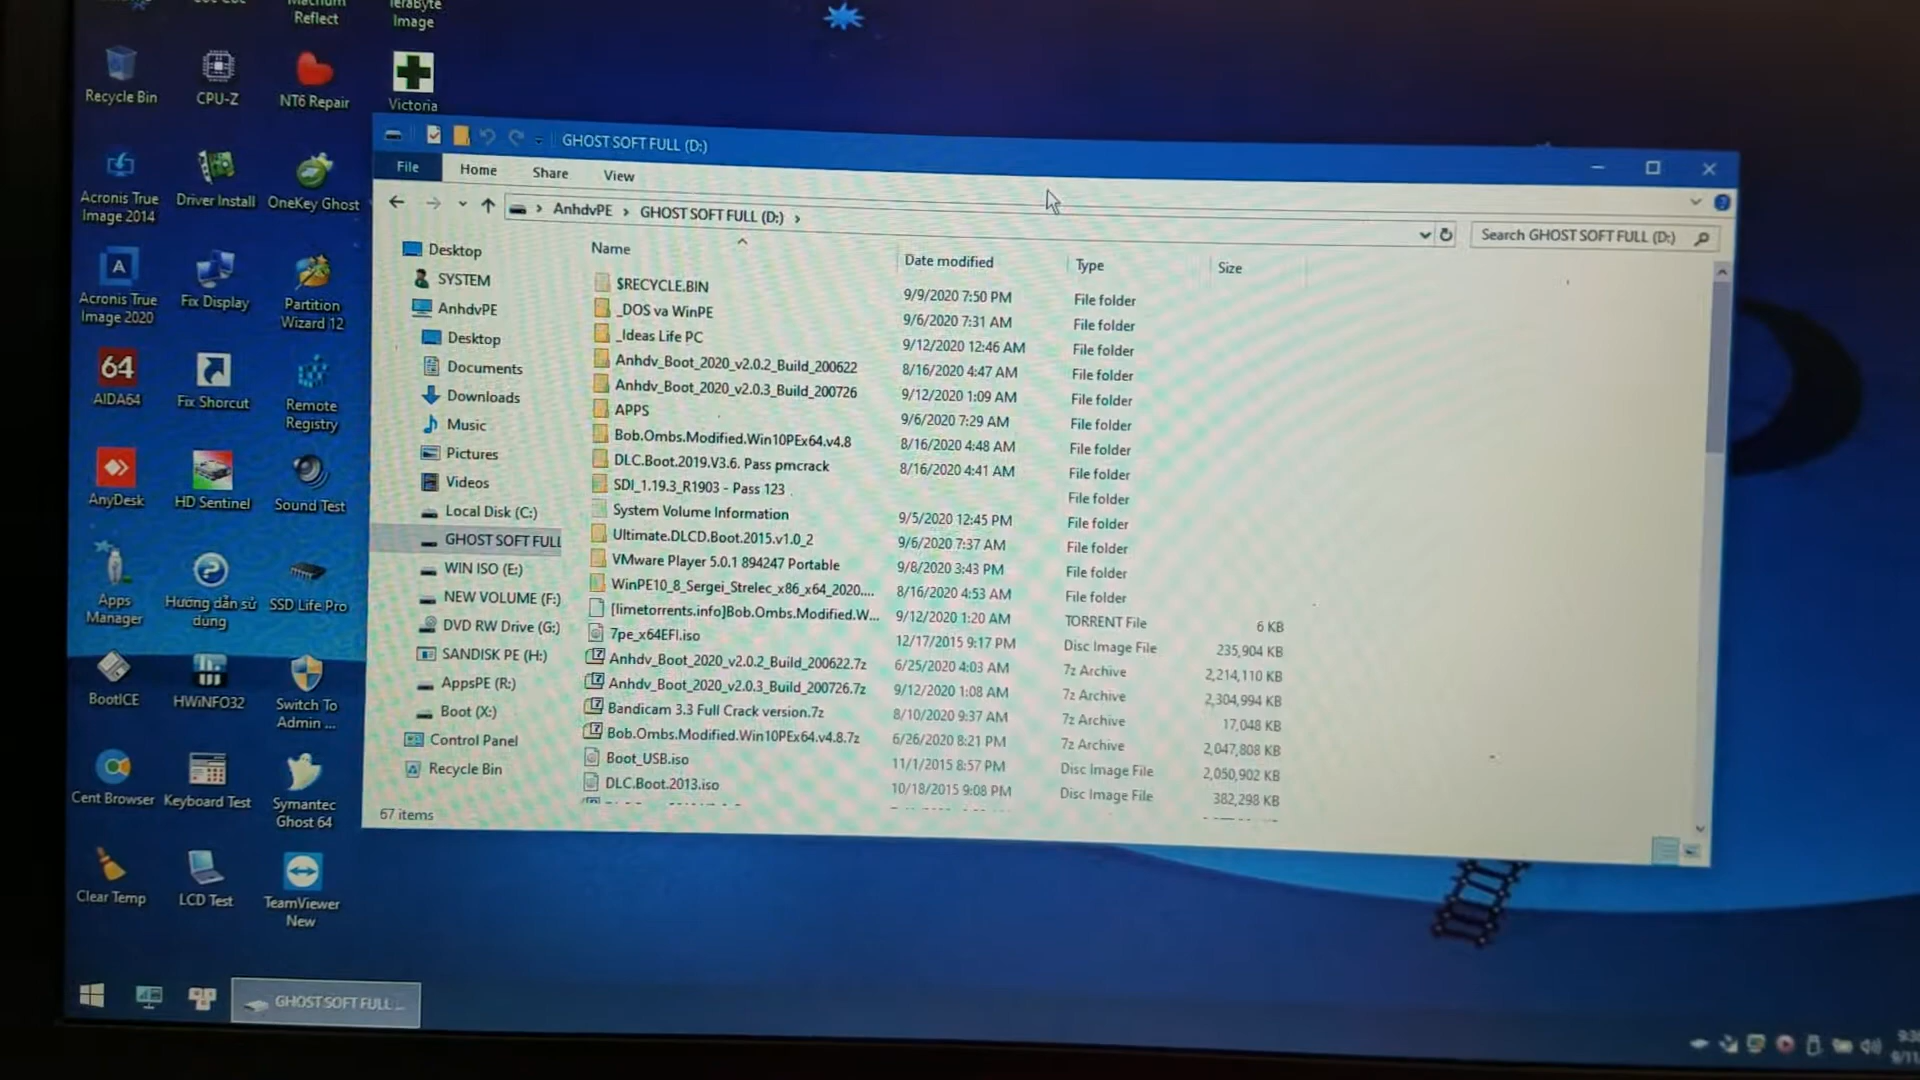 Reflect
TeraByte
Image
Recycle Bin
CPU-Z
NT6 Repair
Victoria
Acronis True
Image 2014
Driver Install
OneKey Ghost
A
Acronis True
Image 2020
Fix Display
Partition
Wizard 12
64
AIDA64
Fix Shorcut
Remote
Registry
AnyDesk
HD Sentinel
Sound Test
Apps
Manager
Hướng dẫn sử
dụng
SSD Life Pro
BootICE
HWiNFO32
Switch To
Admin ...
Cent Browser
Keyboard Test
Symantec
Ghost 64
Clear Temp
LCD Test
TeamViewer
New
GHOST SOFT FULL (D:)
File Home Share View
AnhdvPE > GHOST SOFT FULL (D:) >
Search GHOST SOFT FULL (D:)
Desktop
SYSTEM
AnhdvPE
Desktop
Documents
Downloads
Music
Pictures
Videos
Local Disk (C:)
GHOST SOFT FULL
WIN ISO (E:)
NEW VOLUME (F:)
DVD RW Drive (G:)
SANDISK PE (H:)
AppsPE (R:)
Boot (X:)
Control Panel
Recycle Bin
Name Date modified Type Size
$RECYCLE.BIN 9/9/2020 7:50 PM File folder
_DOS va WinPE 9/6/2020 7:31 AM File folder
_Ideas Life PC 9/12/2020 12:46 AM File folder
Anhdv_Boot_2020_v2.0.2_Build_200622 8/16/2020 4:47 AM File folder
Anhdv_Boot_2020_v2.0.3_Build_200726 9/12/2020 1:09 AM File folder
APPS 9/6/2020 7:29 AM File folder
Bob.Ombs.Modified.Win10PEx64.v4.8 8/16/2020 4:48 AM File folder
DLC.Boot.2019.V3.6. Pass pmcrack 8/16/2020 4:41 AM File folder
SDI_1.19.3_R1903 - Pass 123 File folder
System Volume Information 9/5/2020 12:45 PM File folder
Ultimate.DLCD.Boot.2015.v1.0_2 9/6/2020 7:37 AM File folder
VMware Player 5.0.1 894247 Portable 9/8/2020 3:43 PM File folder
WinPE10_8_Sergei_Strelec_x86_x64_2020.... 8/16/2020 4:53 AM File folder
[limetorrents.info]Bob.Ombs.Modified.W... 9/12/2020 1:20 AM TORRENT File 6 KB
7pe_x64EFI.iso 12/17/2015 9:17 PM Disc Image File 235,904 KB
Anhdv_Boot_2020_v2.0.2_Build_200622.7z 6/25/2020 4:03 AM 7z Archive 2,214,110 KB
Anhdv_Boot_2020_v2.0.3_Build_200726.7z 9/12/2020 1:08 AM 7z Archive 2,304,994 KB
Bandicam 3.3 Full Crack version.7z 8/10/2020 9:37 AM 7z Archive 17,048 KB
Bob.Ombs.Modified.Win10PEx64.v4.8.7z 6/26/2020 8:21 PM 7z Archive 2,047,808 KB
Boot_USB.iso 11/1/2015 8:57 PM Disc Image File 2,050,902 KB
DLC.Boot.2013.iso 10/18/2015 9:08 PM Disc Image File 382,298 KB
67 items
GHOST SOFT FULL ...